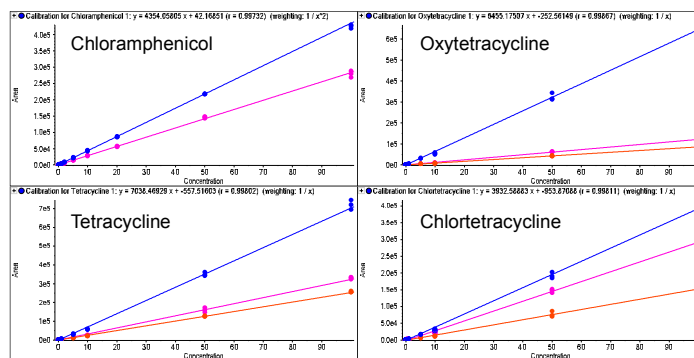 Calibration for Chloramphenicol 1: y = 4354.05805 x + 42.16851 (r = 0.99732) (weighting: 1 / x^2)
Chloramphenicol
Area
4.0e5
3.5e5
3.0e5
2.5e5
2.0e5
1.5e5
1.0e5
5.0e4
0.0e0
0 10 20 30 40 50 60 70 80 90
Concentration
Calibration for Oxytetracycline 1: y = 6455.17507 x + -252.56149 (r = 0.99867) (weighting: 1 / x)
Oxytetracycline
Area
6e5
5e5
4e5
3e5
2e5
1e5
0e0
0 10 20 30 40 50 60 70 80 90
Concentration
Calibration for Tetracycline 1: y = 7038.46929 x + -557.51603 (r = 0.99802) (weighting: 1 / x)
Tetracycline
Area
7e5
6e5
5e5
4e5
3e5
2e5
1e5
0e0
0 10 20 30 40 50 60 70 80 90
Concentration
Calibration for Chlortetracycline 1: y = 3932.58883 x + -953.87088 (r = 0.99811) (weighting: 1 / x)
Chlortetracycline
Area
4.0e5
3.5e5
3.0e5
2.5e5
2.0e5
1.5e5
1.0e5
5.0e4
0.0e0
0 10 20 30 40 50 60 70 80 90
Concentration